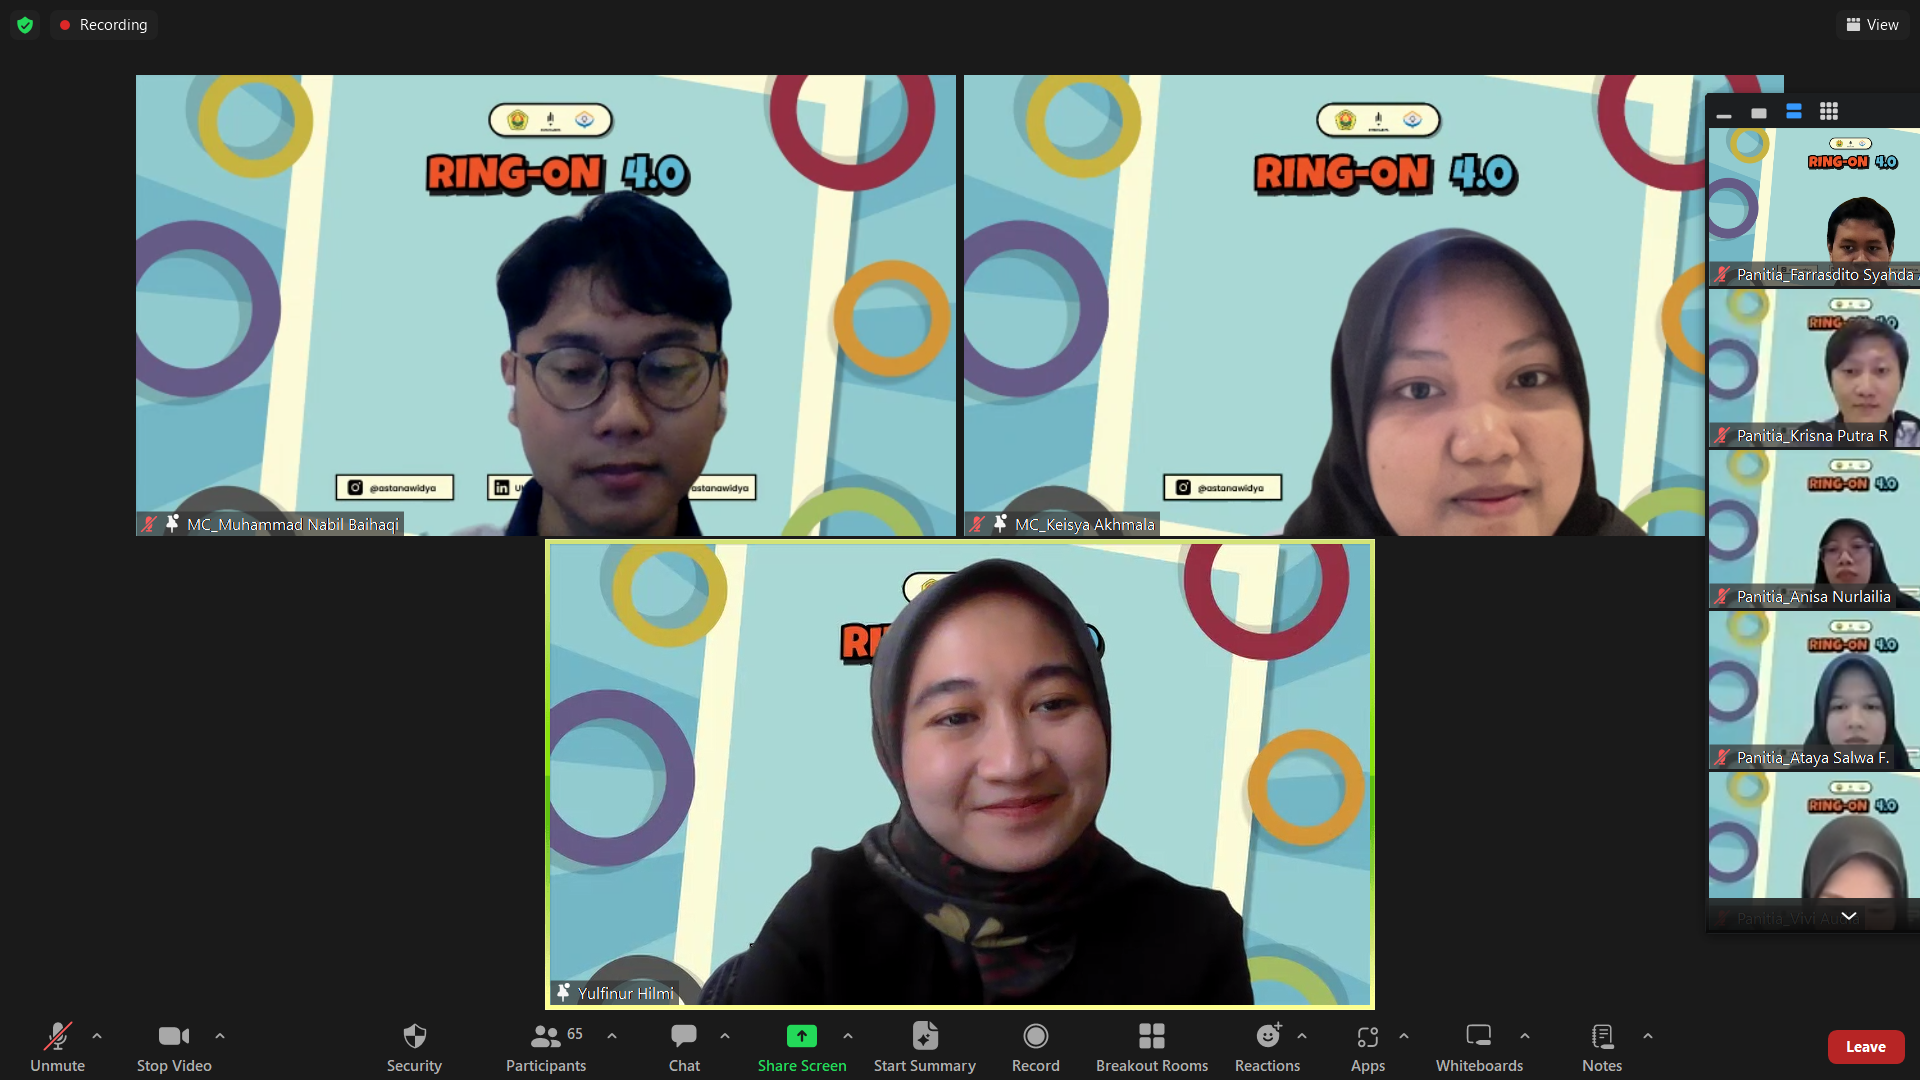 Recording
View
RING-ON 4.0
@astanawidya
astanawidya
MC_Muhammad Nabil Baihaqi
RING-ON 4.0
@astanawidya
MC_Keisya Akhmala
Yulfinur Hilmi
RING-ON 4.0
Panitia_Farrasdito Syahda
RING-ON 4.0
Panitia_Krisna Putra R
RING-ON 4.0
Panitia_Anisa Nurlailia
RING-ON 4.0
Panitia_Ataya Salwa F.
RING-ON 4.0
Unmute
Stop Video
Security
65
Participants
Chat
Share Screen
Start Summary
Record
Breakout Rooms
Reactions
Apps
Whiteboards
Notes
Leave